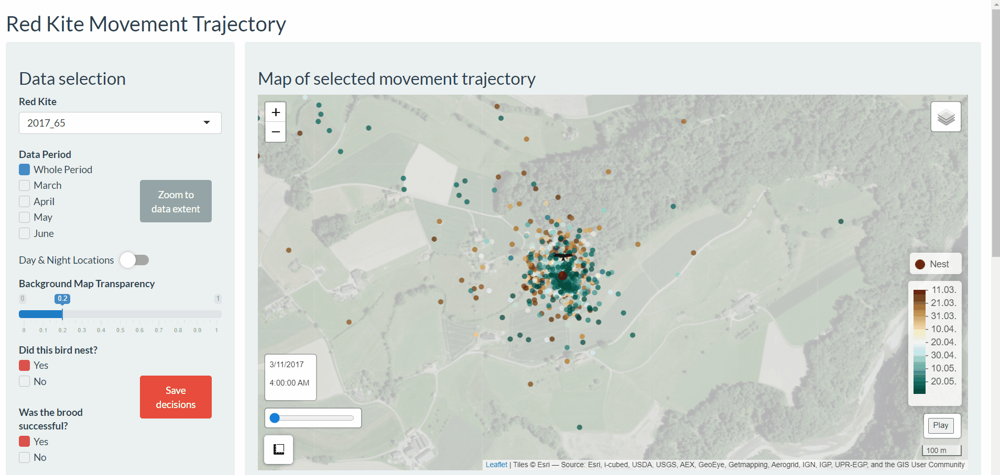 Red Kite Movement Trajectory
Data selection
Red Kite
2017_65
Data Period
Whole Period
March
April
May
June
Zoom to
data extent
Day & Night Locations
Background Map Transparency
0
0.2
1
0 0.1 0.2 0.3 0.4 0.5 0.6 0.7 0.8 0.9 1
Did this bird nest?
Yes
No
Save
decisions
Was the brood
successful?
Yes
No
Map of selected movement trajectory
+
−
Nest
11.03.
21.03.
31.03.
10.04.
20.04.
30.04.
10.05.
20.05.
3/11/2017
4:00:00 AM
Play
100 m
Leaflet | Tiles © Esri — Source: Esri, i-cubed, USDA, USGS, AEX, GeoEye, Getmapping, Aerogrid, IGN, IGP, UPR-EGP, and the GIS User Community